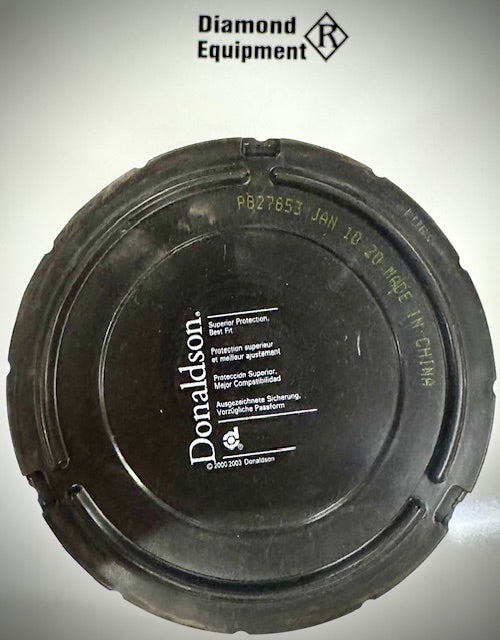 Diamond
Equipment
R
P827653 JAN 10 20 MADE IN CHINA
Donaldson®
Superior Protection,
Best Fit
Protection superieur
et meilleur ajustement
Protección Superior,
Mejor Compatibilidad
Ausgezeichnete Sicherung,
Vorzügliche Passform
© 2000 2003 Donaldson